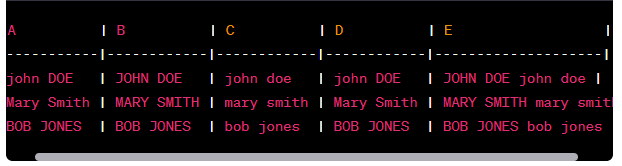 A | B | C | D | E |
-----------|------------|------------|------------|--------------------|
john DOE | JOHN DOE | john doe | john DOE | JOHN DOE john doe |
Mary Smith | MARY SMITH | mary smith | Mary Smith | MARY SMITH mary smit
BOB JONES | BOB JONES | bob jones | BOB JONES | BOB JONES bob jones